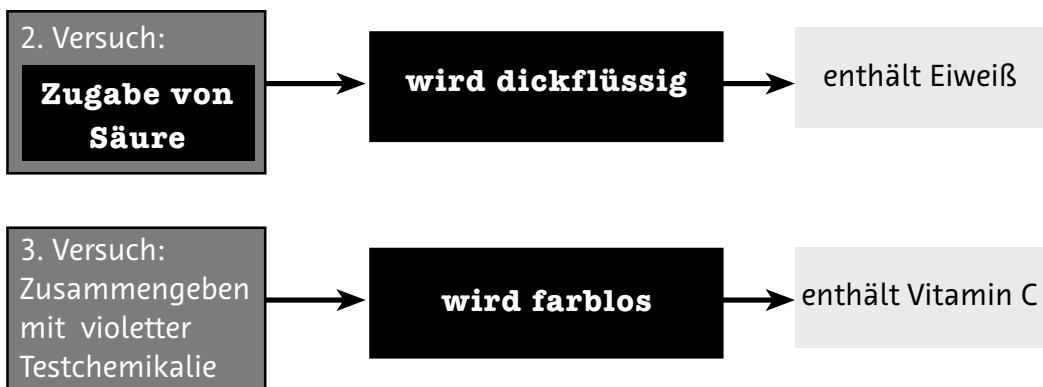 2. Versuch:
Zugabe von
Säure
wird dickflüssig
enthält Eiweiß
3. Versuch:
Zusammengeben
mit violetter
Testchemikalie
wird farblos
enthält Vitamin C